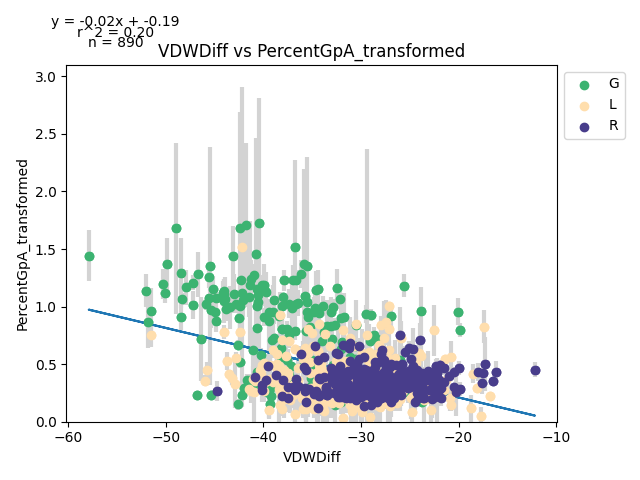 y = -0.02x + -0.19
r^2 = 0.20
n = 890
VDWDiff vs PercentGpA_transformed
G
L
R
PercentGpA_transformed
3.0
2.5
2.0
1.5
1.0
0.5
0.0
−60 −50 −40 −30 −20 −10
VDWDiff